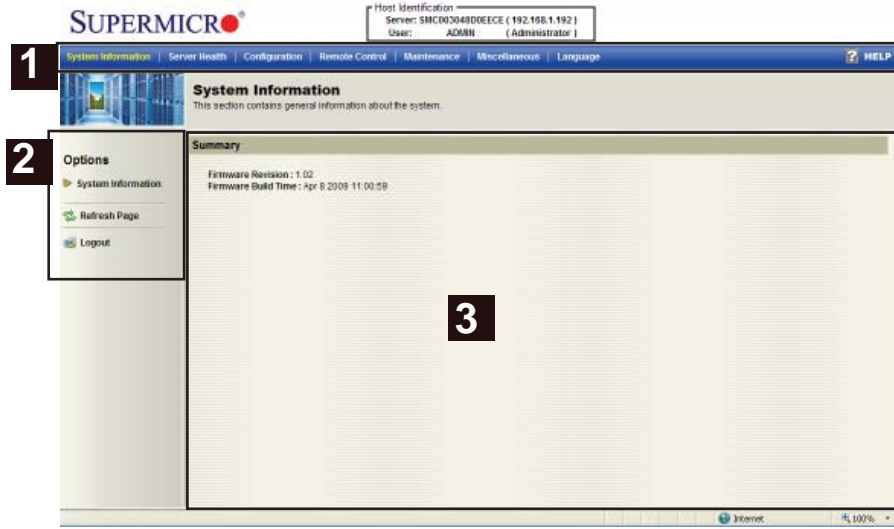 SUPERMICRO
Host Identification
Server: SMC003048D0EECE ( 192.168.1.192 )
User: ADMIN ( Administrator )
1
System Information | Server Health | Configuration | Remote Control | Maintenance | Miscellaneous | Language
? HELP
System Information
This section contains general information about the system.
2
Options
System Information
Refresh Page
Logout
Summary
Firmware Revision : 1.02
Firmware Build Time : Apr 8 2009 11:00:59
3
Internet
100%